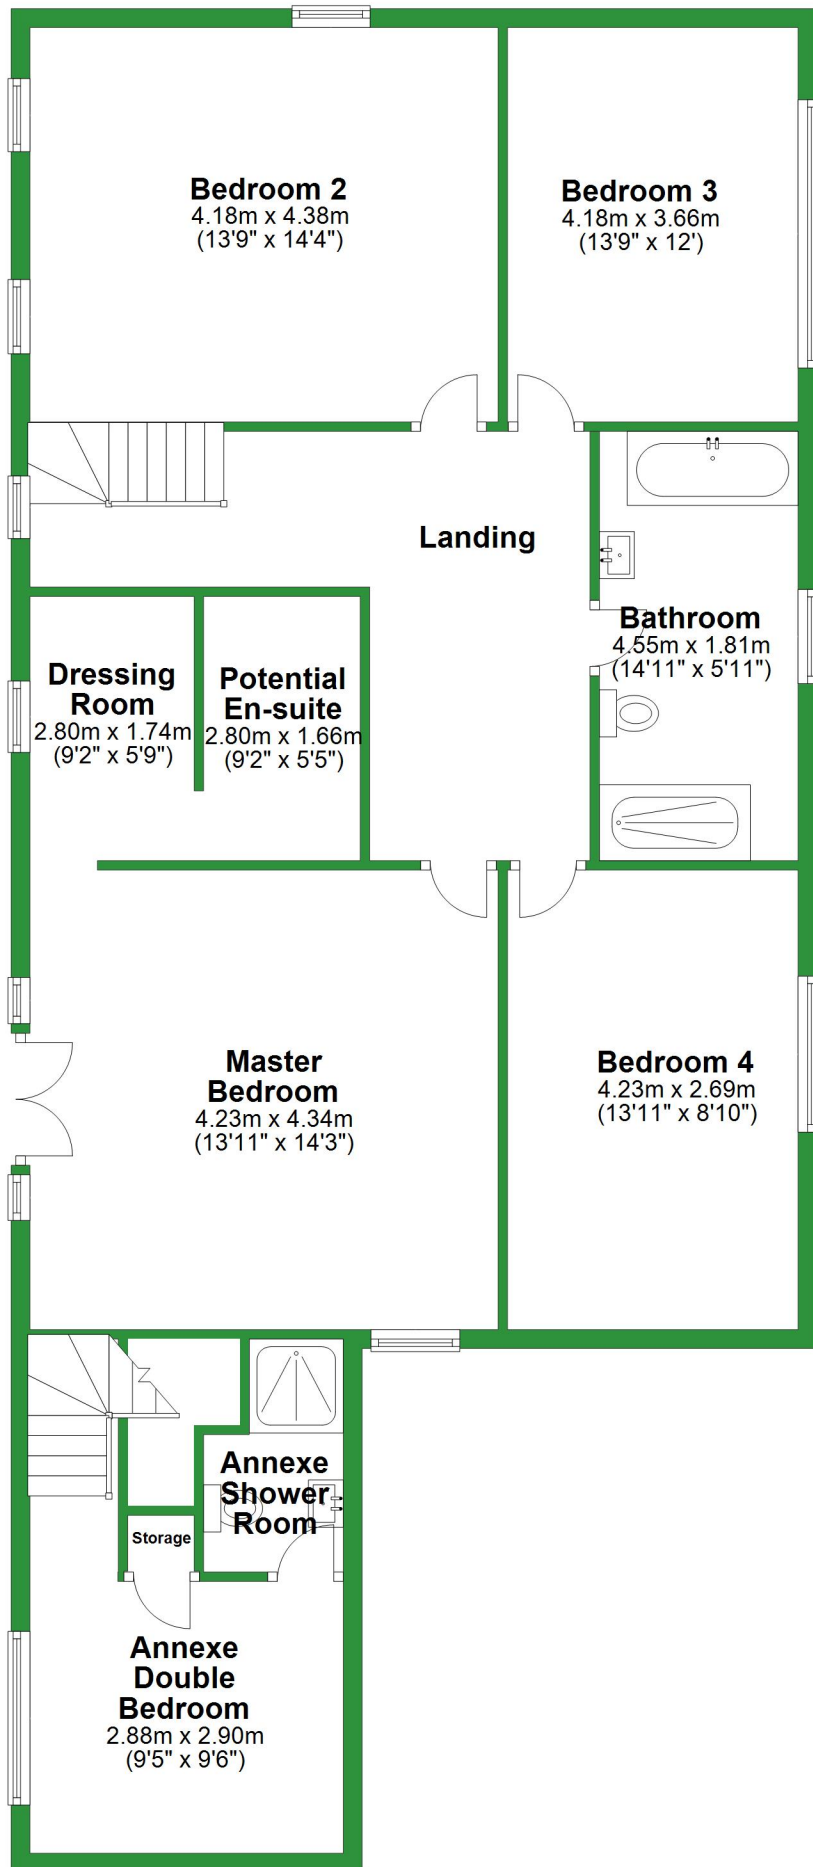 Bedroom 2
4.18m x 4.38m
(13'9" x 14'4")
Bedroom 3
4.18m x 3.66m
(13'9" x 12')
Landing
Bathroom
4.55m x 1.81m
(14'11" x 5'11")
Dressing
Room
2.80m x 1.74m
(9'2" x 5'9")
Potential
En-suite
2.80m x 1.66m
(9'2" x 5'5")
Master
Bedroom
4.23m x 4.34m
(13'11" x 14'3")
Bedroom 4
4.23m x 2.69m
(13'11" x 8'10")
Annexe
Shower
Room
Storage
Annexe
Double
Bedroom
2.88m x 2.90m
(9'5" x 9'6")